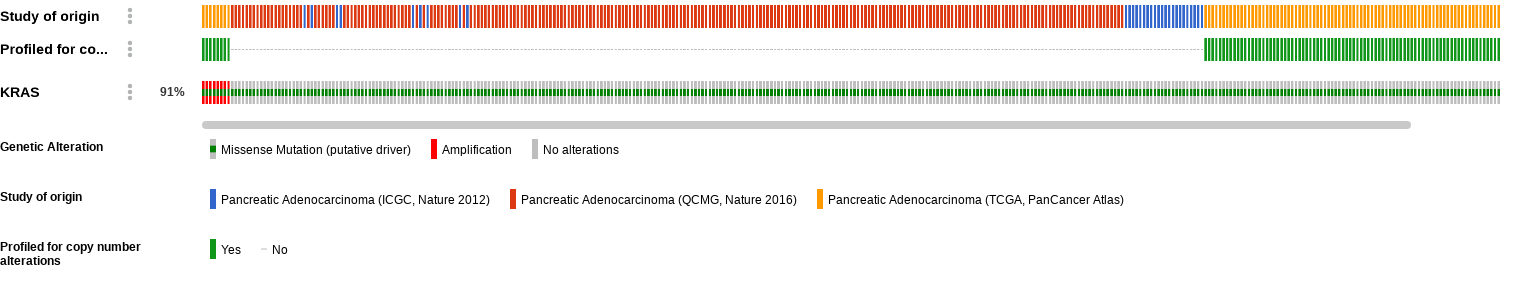 Study of origin
Profiled for co...
KRAS 91%
Genetic Alteration Missense Mutation (putative driver) Amplification No alterations
Study of origin Pancreatic Adenocarcinoma (ICGC, Nature 2012) Pancreatic Adenocarcinoma (QCMG, Nature 2016) Pancreatic Adenocarcinoma (TCGA, PanCancer Atlas)
Profiled for copy number Yes No
alterations